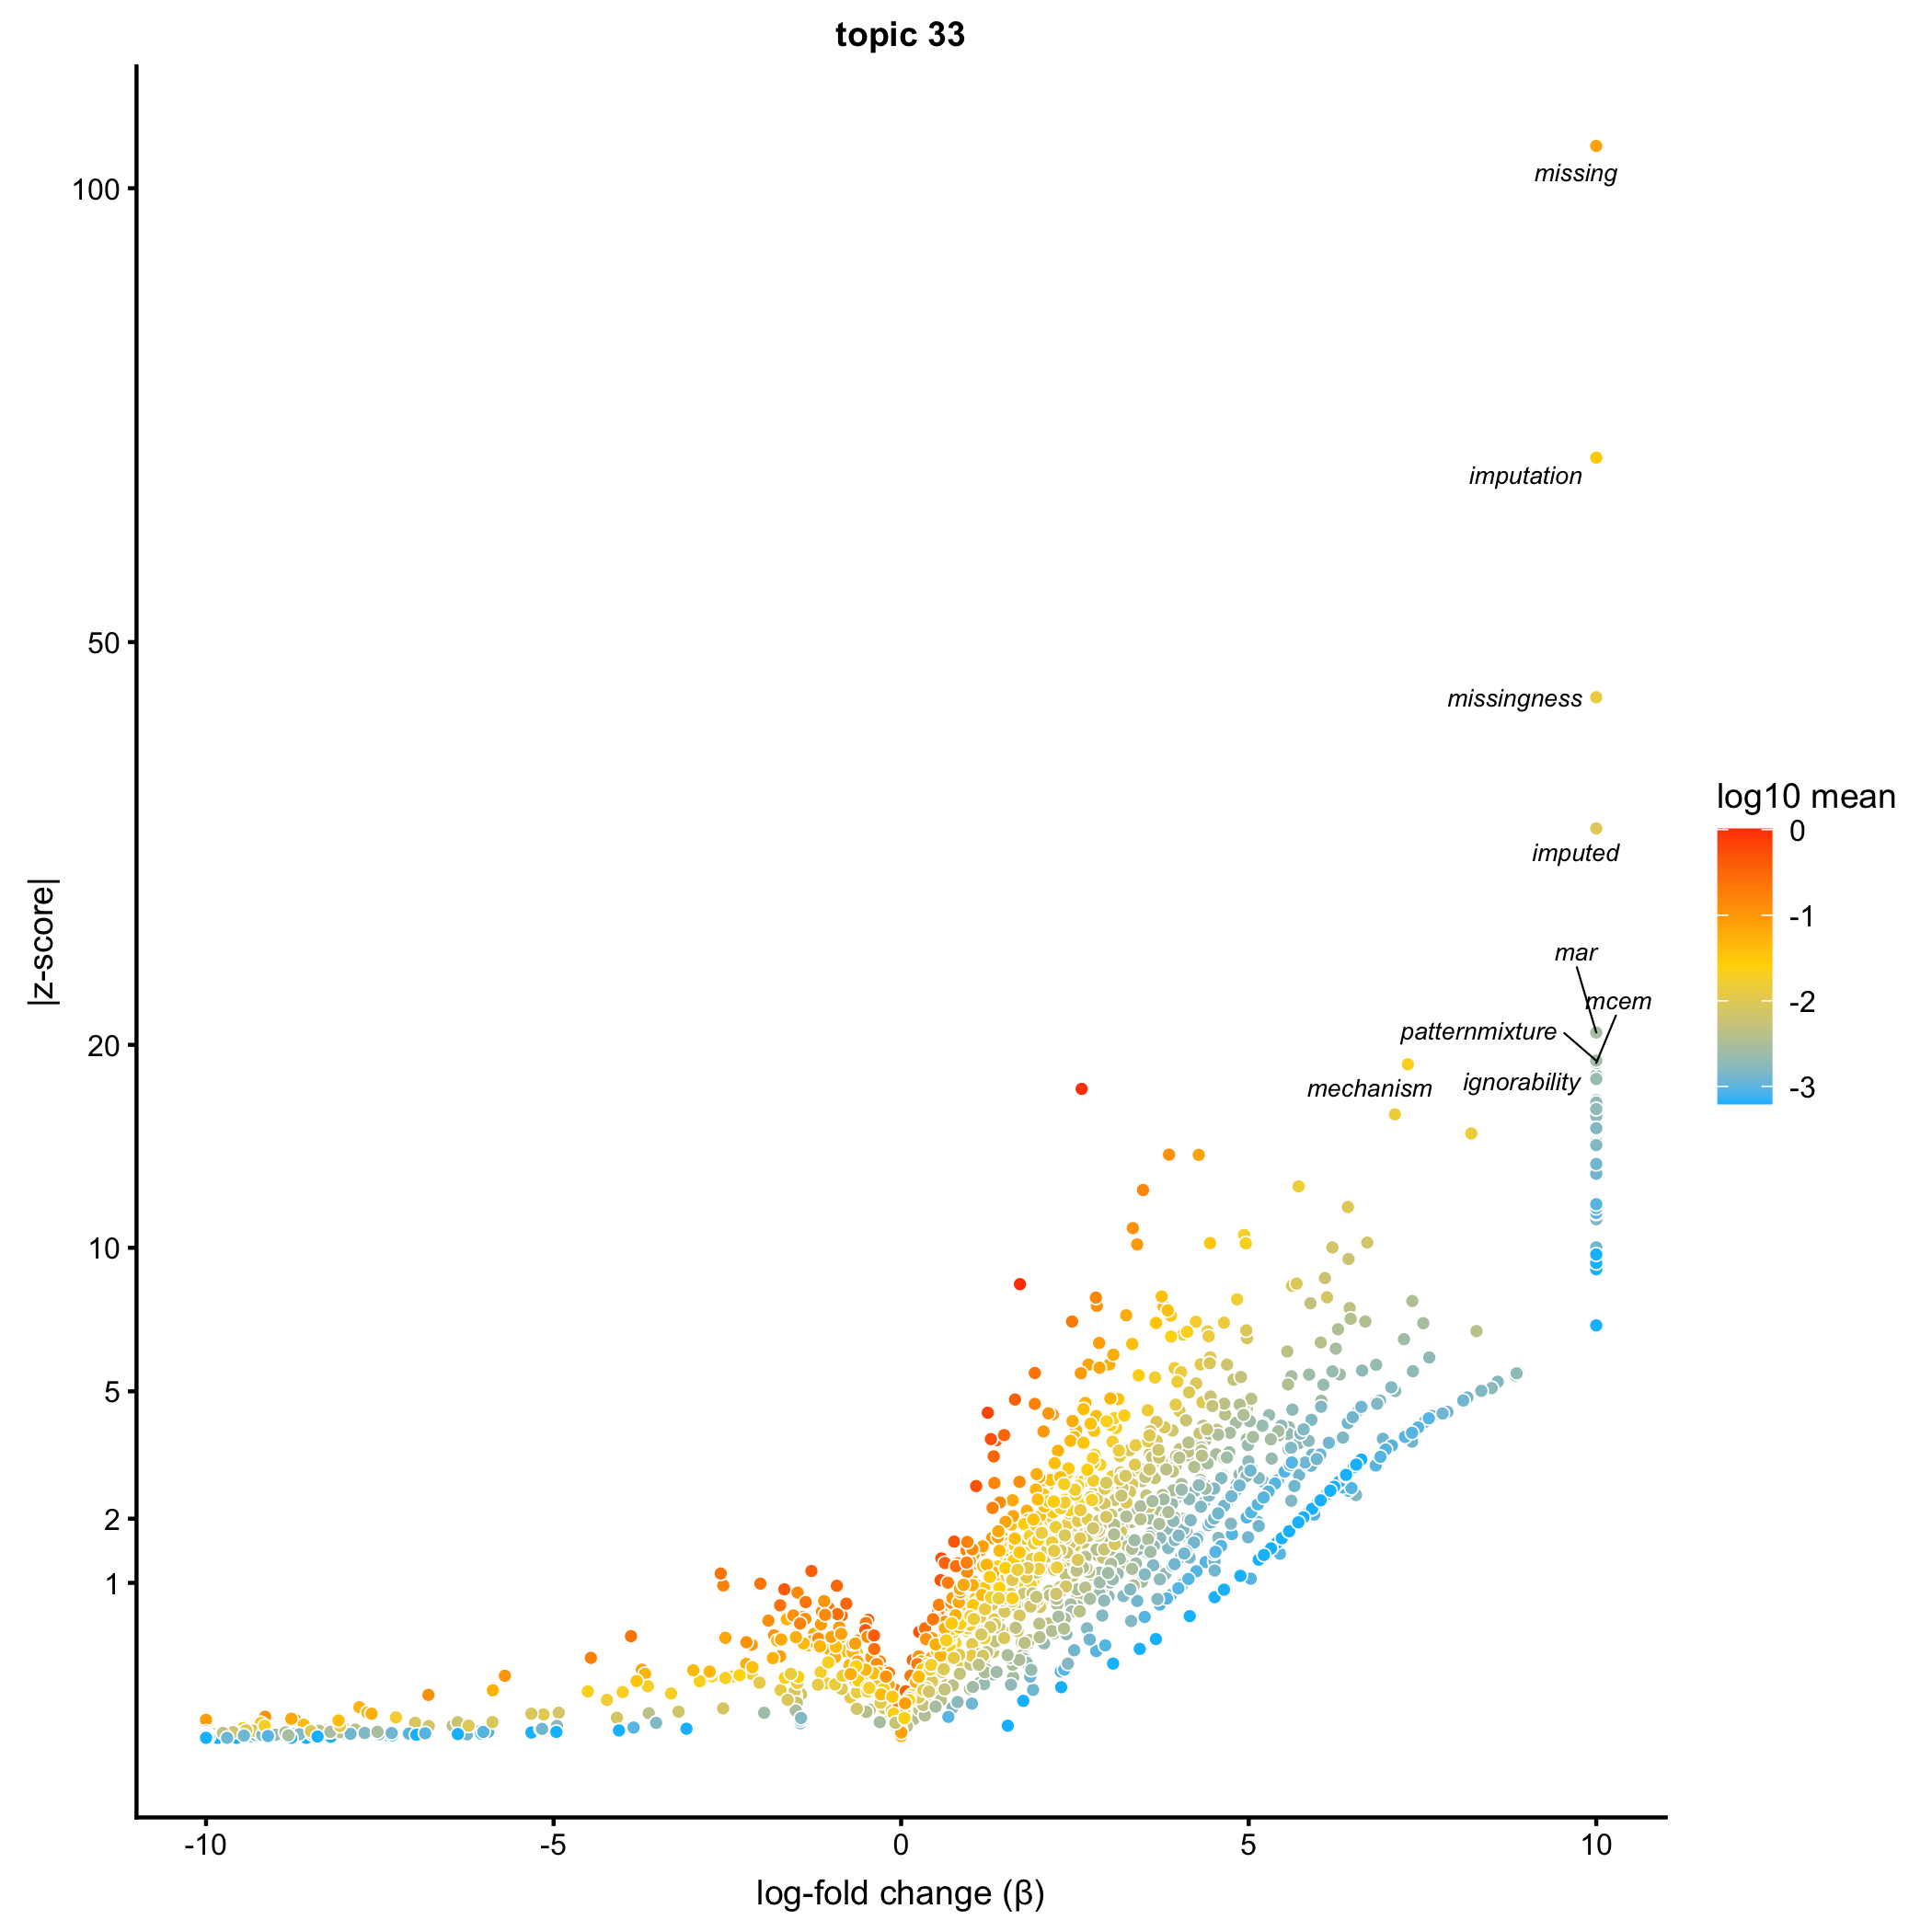 topic 33
100
50
20
10
5
2
1
|z-score|
missing
imputation
missingness
imputed
mar
mcem
patternmixture
mechanism
ignorability
log10 mean
0
-1
-2
-3
-10
-5
0
5
10
log-fold change (β)